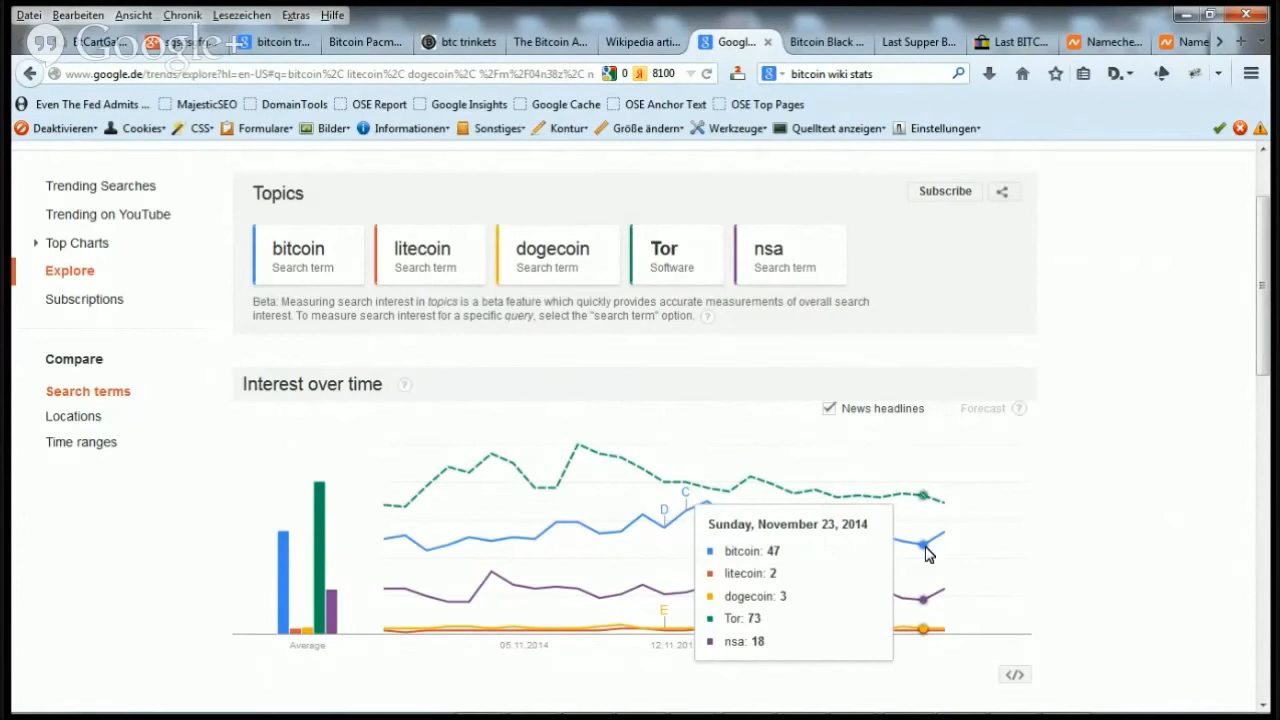 Datei Bearbeiten Ansicht Chronik Lesezeichen Extras Hilfe
Google+
bitcoin tr... Bitcoin Pacm... btc trinkets The Bitcoin A... Wikipedia arti... Googl... Bitcoin Black ... Last Supper B... Last BITC... Nameche... Name
www.google.de/trends/explore?hl=en-US#q=bitcoin%2C litecoin%2C dogecoin%2C %2Fm%2F04n38z%2C n 0 8100 2 bitcoin wiki stats
Even The Fed Admits ... MajesticSEO DomainTools OSE Report Google Insights Google Cache OSE Anchor Text OSE Top Pages
Deaktivieren Cookies CSS Formulare Bilder Informationen Sonstiges Kontur Größe ändern Werkzeuge Quelltext anzeigen Einstellungen
Trending Searches
Trending on YouTube
Top Charts
Explore
Subscriptions
Compare
Search terms
Locations
Time ranges
Topics
Subscribe
bitcoin
Search term
litecoin
Search term
dogecoin
Search term
Tor
Software
nsa
Search term
Beta: Measuring search interest in topics is a beta feature which quickly provides accurate measurements of overall search
interest. To measure search interest for a specific query, select the "search term" option. ?
Interest over time ?
News headlines
Forecast ?
C
D
E
Sunday, November 23, 2014
bitcoin: 47
litecoin: 2
dogecoin: 3
Tor: 73
nsa: 18
Average
05.11.2014
12.11.201
</>